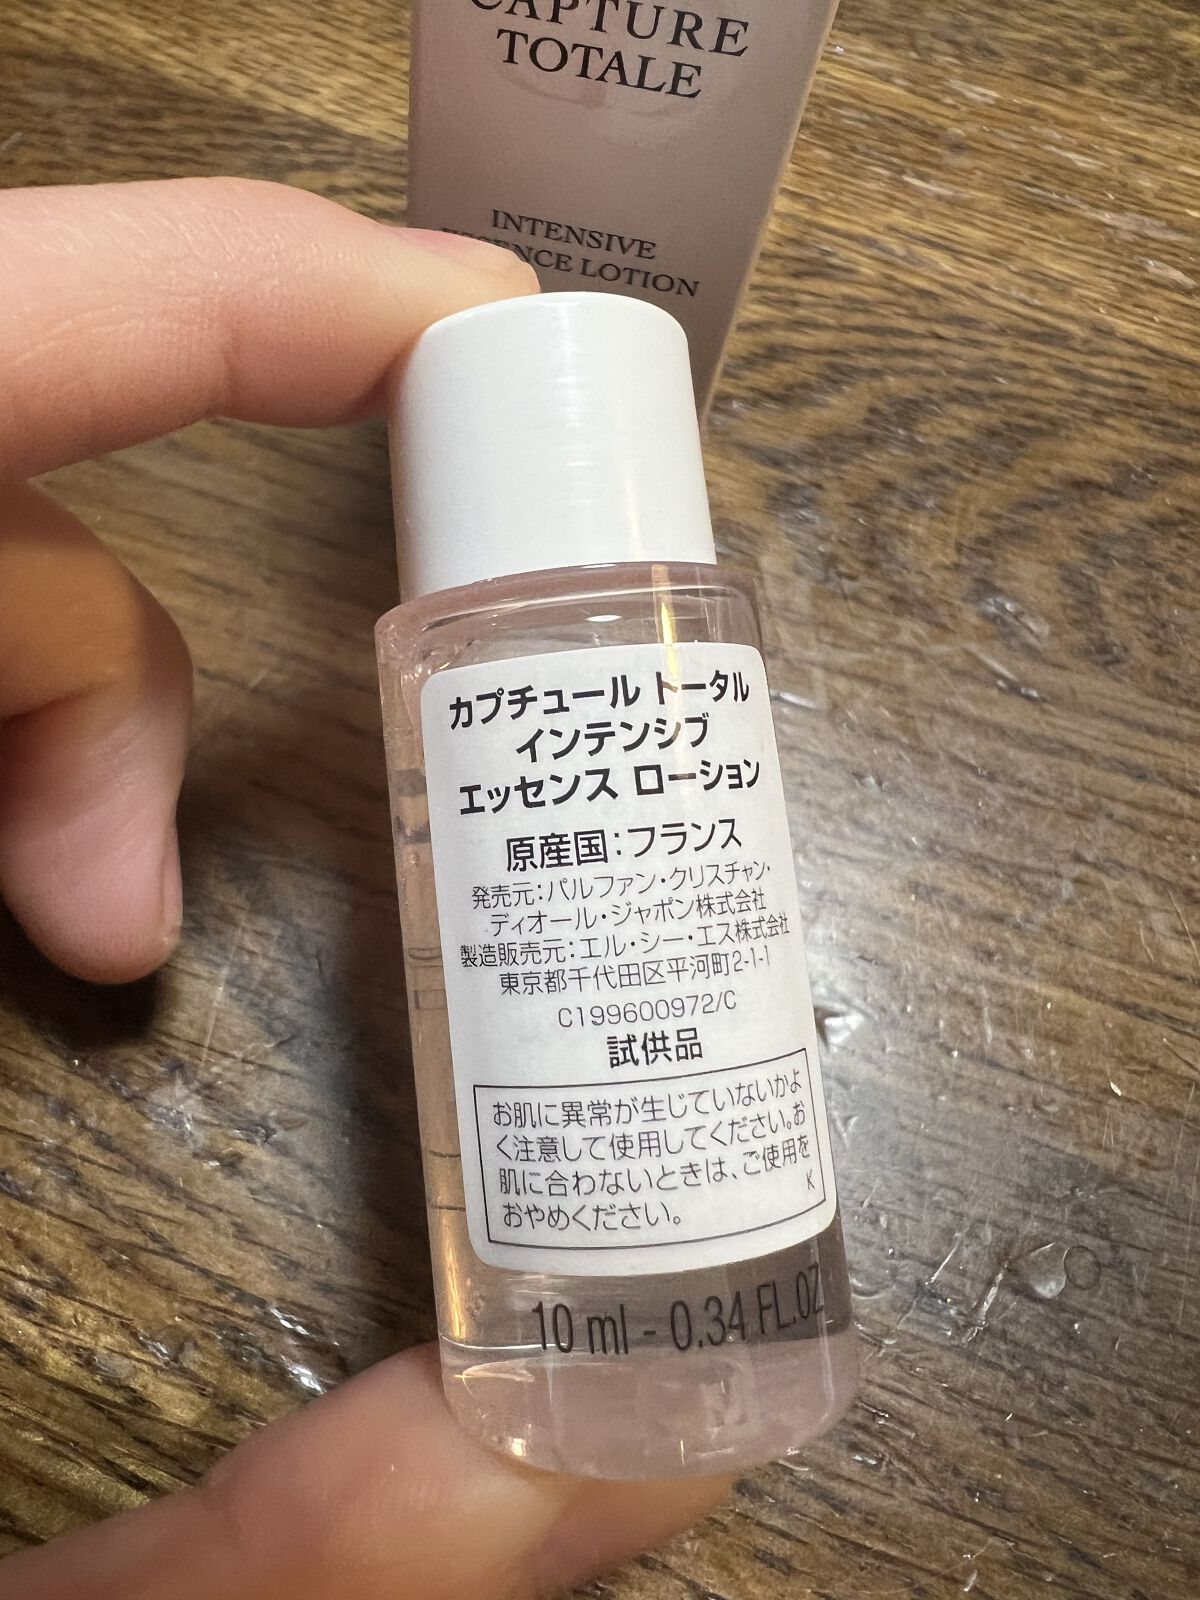 CAPTURE
TOTALE
INTENSIVE
ESSENCE LOTION
カプチュール トータル
インテンシブ
エッセンス ローション
原産国：フランス
発売元：パルファン・クリスチャン・
ディオール・ジャポン株式会社
製造販売元：エル・シー・エス株式会社
東京都千代田区平河町2-1-1
C199600972/C
試供品
お肌に異常が生じていないかよ
く注意して使用してください。お
肌に合わないときは、ご使用を
おやめください。
K
10 ml - 0.34 FL.OZ